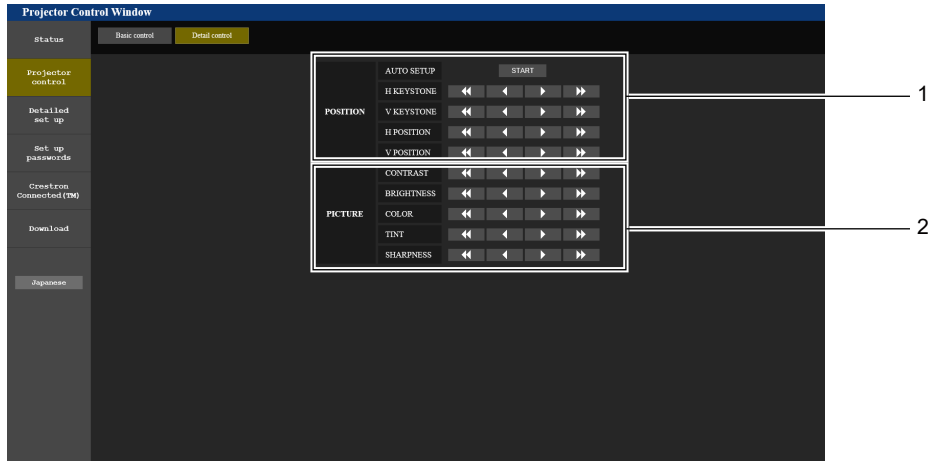 Projector Control Window
Status
Basic control
Detail control
Projector
control
Detailed
set up
Set up
passwords
Crestron
Connected(TM)
Download
Japanese
POSITION
AUTO SETUP
START
H KEYSTONE
V KEYSTONE
H POSITION
V POSITION
PICTURE
CONTRAST
BRIGHTNESS
COLOR
TINT
SHARPNESS
1
2